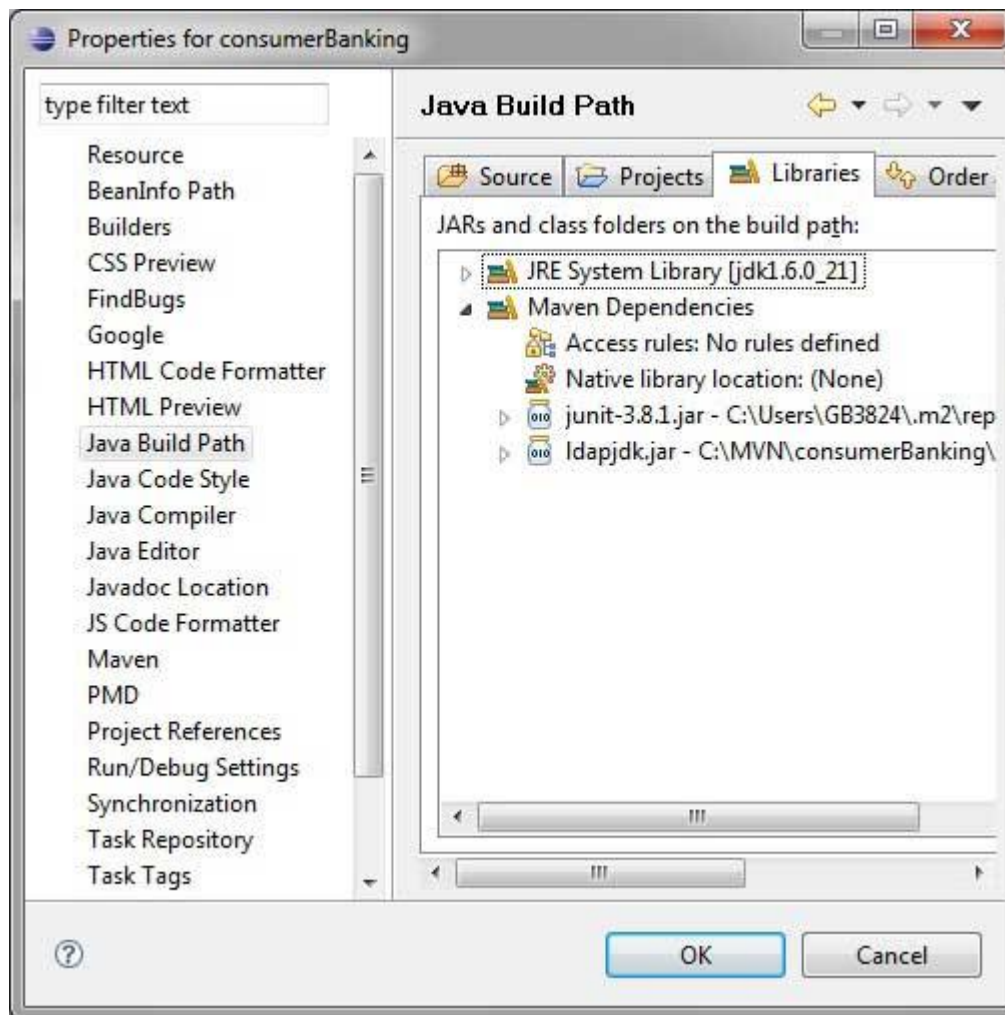 Properties for consumerBanking
type filter text
Resource
BeanInfo Path
Builders
CSS Preview
FindBugs
Google
HTML Code Formatter
HTML Preview
Java Build Path
Java Code Style
Java Compiler
Java Editor
Javadoc Location
JS Code Formatter
Maven
PMD
Project References
Run/Debug Settings
Synchronization
Task Repository
Task Tags
Java Build Path
Source Projects Libraries Order
JARs and class folders on the build path:
JRE System Library [jdk1.6.0_21]
Maven Dependencies
Access rules: No rules defined
Native library location: (None)
junit-3.8.1.jar - C:\Users\GB3824\.m2\rep
ldapjdk.jar - C:\MVN\consumerBanking\
OK Cancel